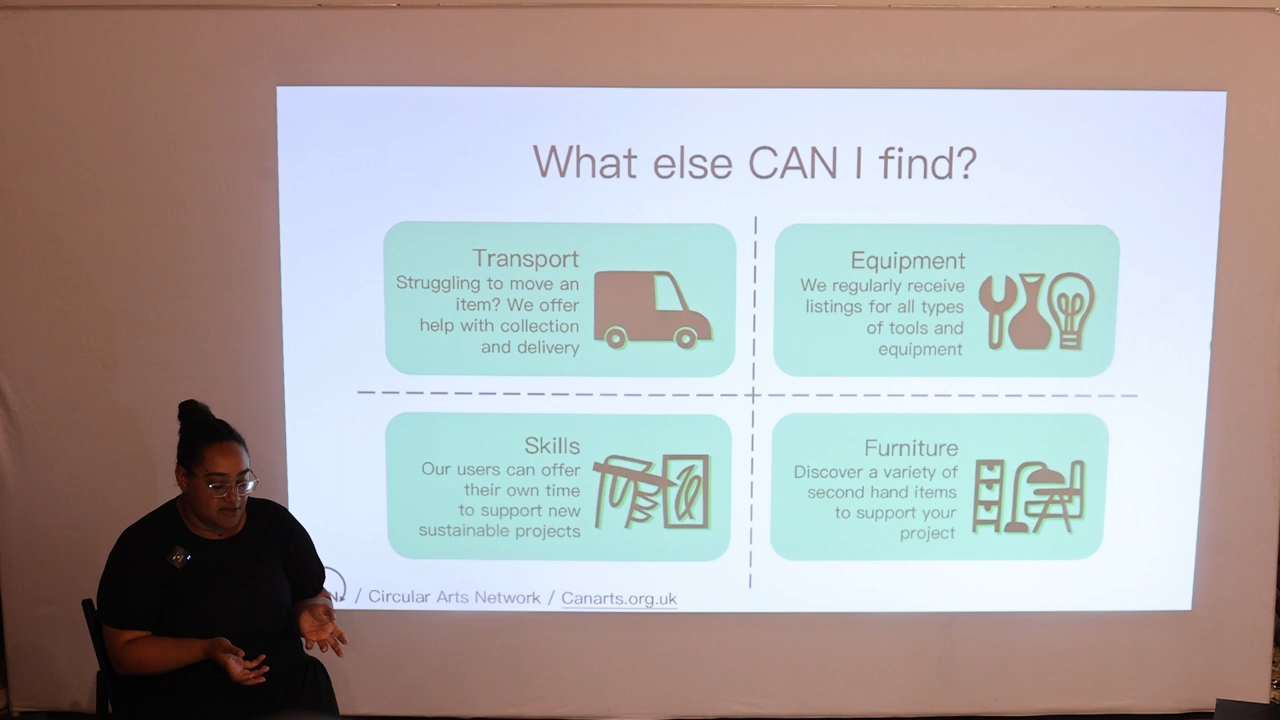 What else CAN I find?
Transport
Struggling to move an
item? We offer
help with collection
and delivery
Equipment
We regularly receive
listings for all types
of tools and
equipment
Skills
Our users can offer
their own time
to support new
sustainable projects
Furniture
Discover a variety of
second hand items
to support your
project
/ Circular Arts Network / Canarts.org.uk